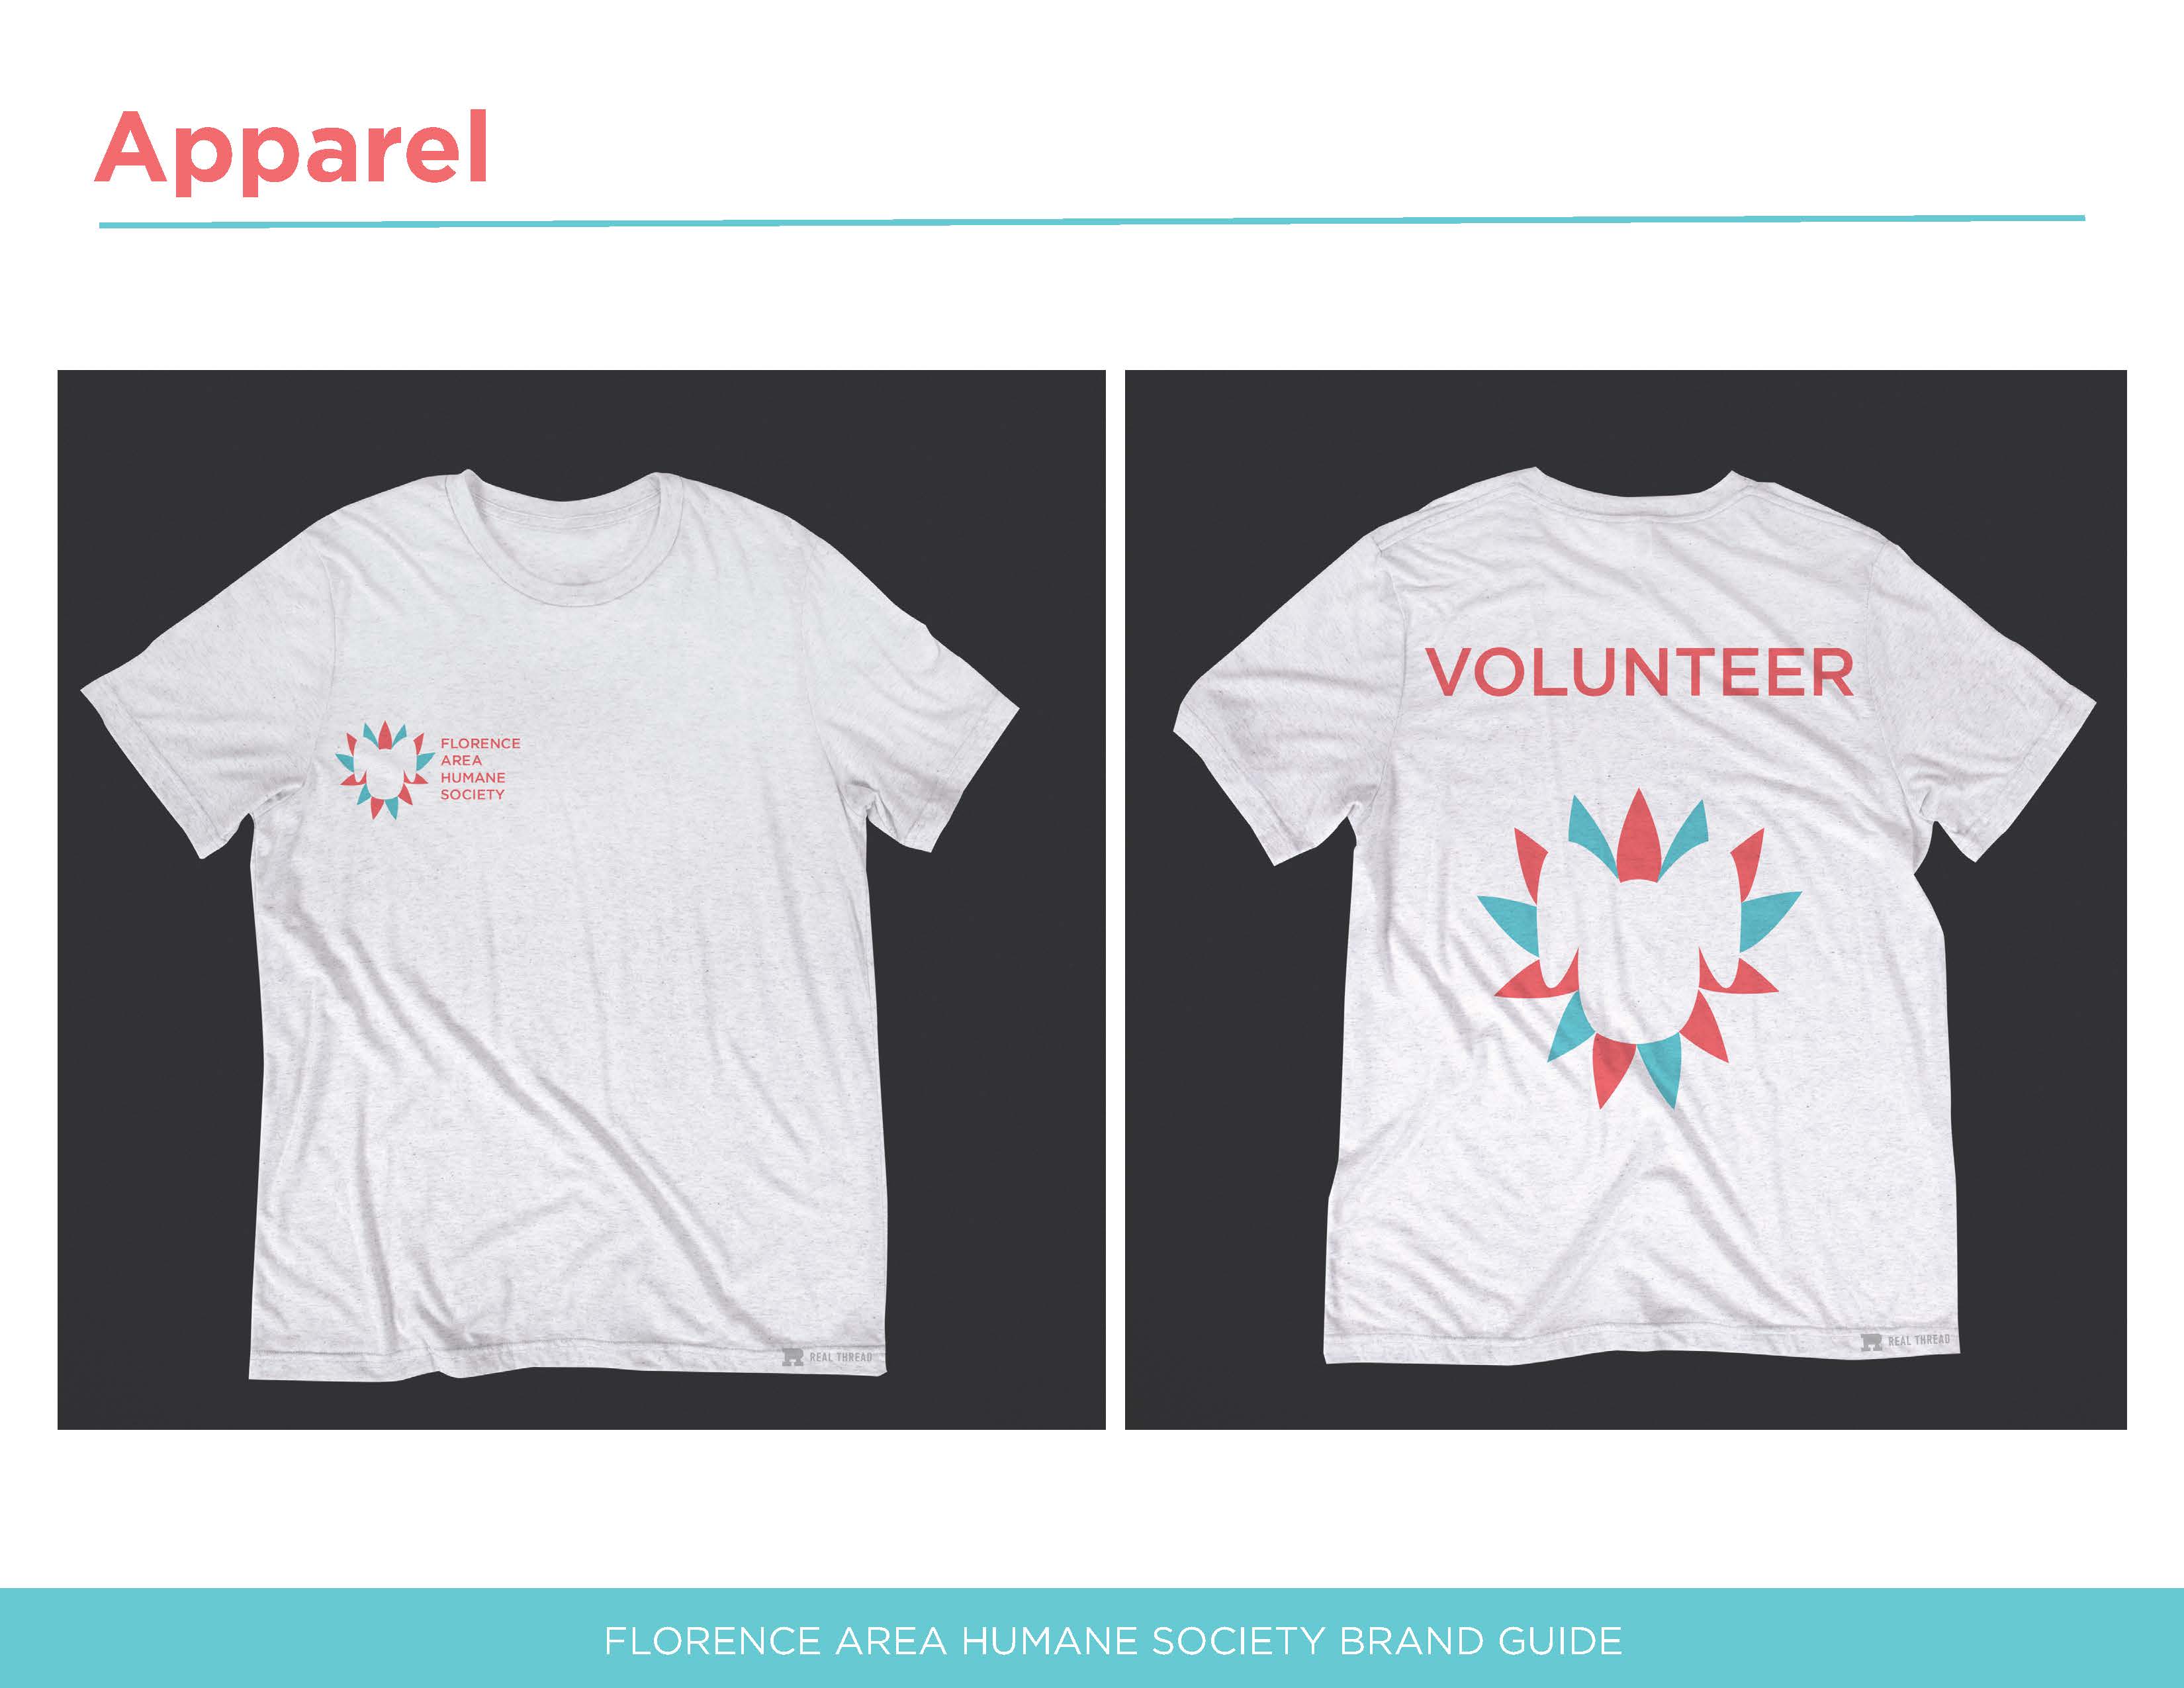 Apparel
FLORENCE
AREA
HUMANE
SOCIETY
REAL THREAD
VOLUNTEER
REAL THREAD
FLORENCE AREA HUMANE SOCIETY BRAND GUIDE